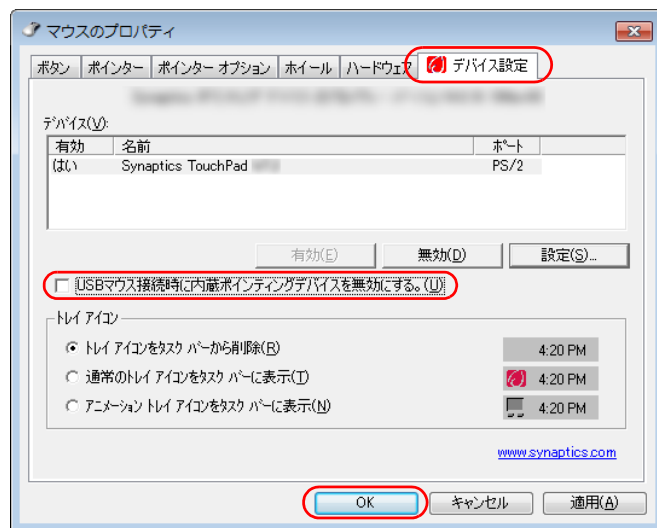 マウスのプロパティ
ボタン ポインター ポインター オプション ホイール ハードウェア デバイス設定
デバイス(V):
有効 名前 ポート
はい Synaptics TouchPad PS/2
有効(E) 無効(D) 設定(S)...
USBマウス接続時に内蔵ポインティングデバイスを無効にする。(U)
トレイ アイコン
トレイ アイコンをタスク バーから削除(R) 4:20 PM
通常のトレイ アイコンをタスク バーに表示(T) 4:20 PM
アニメーション トレイ アイコンをタスク バーに表示(N) 4:20 PM
www.synaptics.com
OK キャンセル 適用(A)